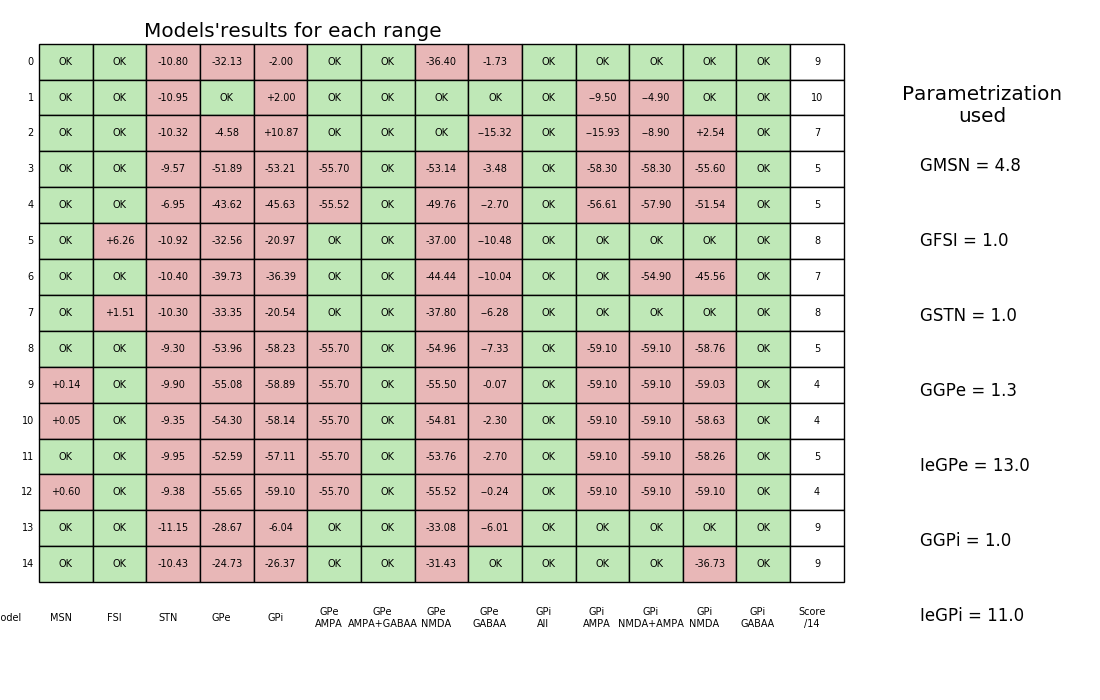 Models'results for each range
0 OK OK -10.80 -32.13 -2.00 OK OK -36.40 -1.73 OK OK OK OK OK 9
1 OK OK -10.95 OK +2.00 OK OK OK OK OK --9.50 --4.90 OK OK 10
2 OK OK -10.32 -4.58 +10.87 OK OK OK --15.32 OK --15.93 --8.90 +2.54 OK 7
3 OK OK -9.57 -51.89 -53.21 -55.70 OK -53.14 -3.48 OK -58.30 -58.30 -55.60 OK 5
4 OK OK -6.95 -43.62 -45.63 -55.52 OK -49.76 --2.70 OK -56.61 -57.90 -51.54 OK 5
5 OK +6.26 -10.92 -32.56 -20.97 OK OK -37.00 --10.48 OK OK OK OK OK 8
6 OK OK -10.40 -39.73 -36.39 OK OK -44.44 --10.04 OK OK -54.90 -45.56 OK 7
7 OK +1.51 -10.30 -33.35 -20.54 OK OK -37.80 --6.28 OK OK OK OK OK 8
8 OK OK -9.30 -53.96 -58.23 -55.70 OK -54.96 --7.33 OK -59.10 -59.10 -58.76 OK 5
9 +0.14 OK -9.90 -55.08 -58.89 -55.70 OK -55.50 -0.07 OK -59.10 -59.10 -59.03 OK 4
10 +0.05 OK -9.35 -54.30 -58.14 -55.70 OK -54.81 -2.30 OK -59.10 -59.10 -58.63 OK 4
11 OK OK -9.95 -52.59 -57.11 -55.70 OK -53.76 -2.70 OK -59.10 -59.10 -58.26 OK 5
12 +0.60 OK -9.38 -55.65 -59.10 -55.70 OK -55.52 --0.24 OK -59.10 -59.10 -59.10 OK 4
13 OK OK -11.15 -28.67 -6.04 OK OK -33.08 --6.01 OK OK OK OK OK 9
14 OK OK -10.43 -24.73 -26.37 OK OK -31.43 OK OK OK OK -36.73 OK 9
odel MSN FSI STN GPe GPi GPe GPe GPe GPe GPi GPi GPi GPi GPi Score
AMPA AMPA+GABAA NMDA GABAA All AMPA NMDA+AMPA NMDA GABAA /14
Parametrization
used
GMSN = 4.8
GFSI = 1.0
GSTN = 1.0
GGPe = 1.3
IeGPe = 13.0
GGPi = 1.0
IeGPi = 11.0